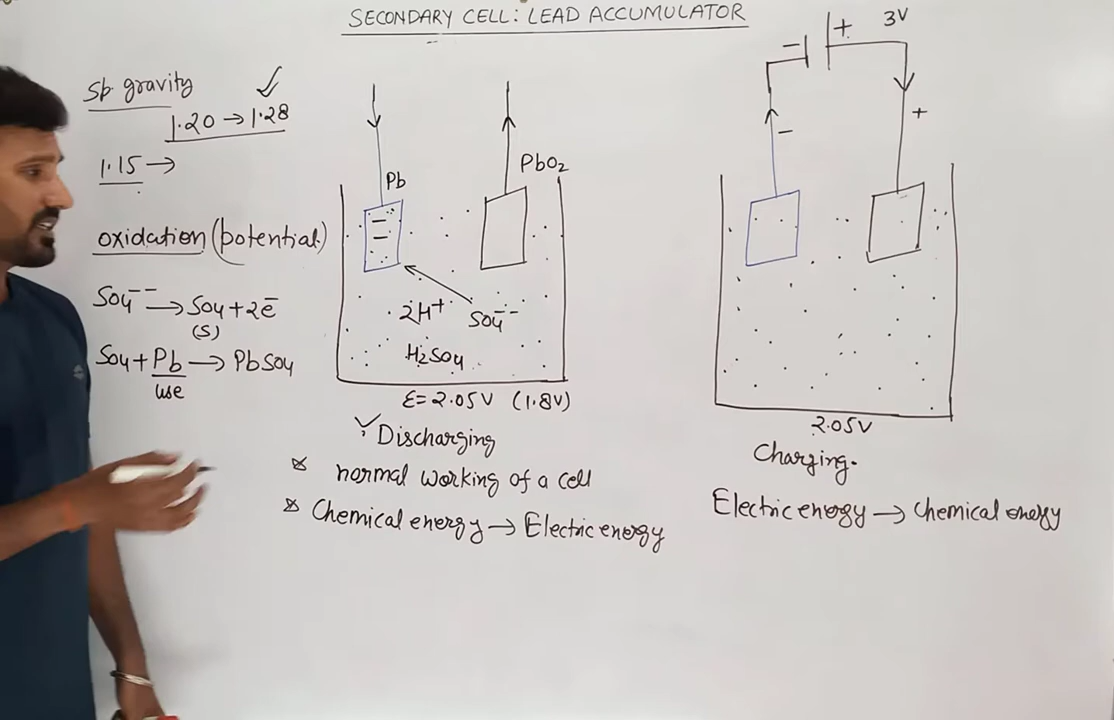 SECONDARY CELL: LEAD ACCUMULATOR
Sp. gravity
1.20 → 1.28 ✓
1.15 →
oxidation (potential)
SO4-- → SO4 + 2e-
(S)
SO4 + Pb → PbSO4
use
Pb
PbO2
2H+ SO4--
H2SO4
ε = 2.05V (1.8V)
Discharging
normal working of a cell
Chemical energy → Electric energy
- + 3V
+
-
2.05V
Charging.
Electric energy → Chemical energy